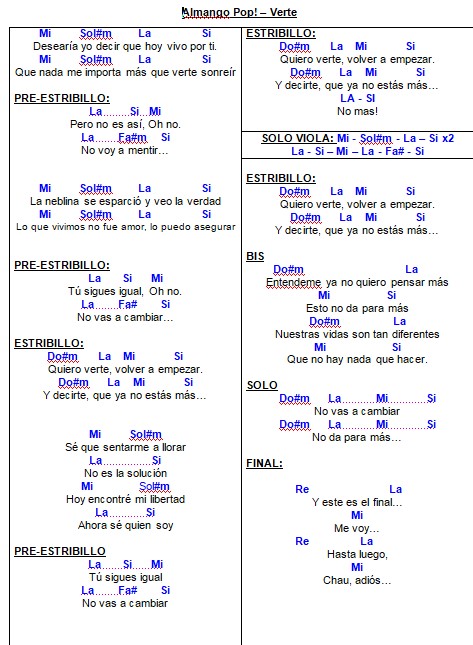 Almango Pop! – Verte
Mi Sol#m La Si
Desearía yo decir que hoy vivo por ti.
Mi Sol#m La Si
Que nada me importa más que verte sonreír
PRE-ESTRIBILLO:
La.........Si...Mi
Pero no es así, Oh no.
La.........Fa#m Si
No voy a mentir…
Mi Sol#m La Si
La neblina se esparció y veo la verdad
Mi Sol#m La Si
Lo que vivimos no fue amor, lo puedo asegurar
PRE-ESTRIBILLO:
La Si Mi
Tú sigues igual, Oh no.
La.........Fa# Si
No vas a cambiar…
ESTRIBILLO:
Do#m La Mi Si
Quiero verte, volver a empezar.
Do#m La Mi Si
Y decirte, que ya no estás más…
Mi Sol#m
Sé que sentarme a llorar
La...............Si
No es la solución
Mi Sol#m
Hoy encontré mi libertad
La.............Si
Ahora sé quien soy
PRE-ESTRIBILLO
La......Si.....Mi
Tú sigues igual
La.........Fa# Si
No vas a cambiar
ESTRIBILLO:
Do#m La Mi Si
Quiero verte, volver a empezar.
Do#m La Mi Si
Y decirte, que ya no estás más…
LA - SI
No mas!
SOLO VIOLA: Mi - Sol#m - La – Si x2
La - Si – Mi – La - Fa# - Si
ESTRIBILLO:
Do#m La Mi Si
Quiero verte, volver a empezar.
Do#m La Mi Si
Y decirte, que ya no estás más…
BIS
Do#m La
Entendeme ya no quiero pensar más
Mi Si
Esto no da para más
Do#m La
Nuestras vidas son tan diferentes
Mi Si
Que no hay nada que hacer.
SOLO
Do#m La............Mi.............Si
No vas a cambiar
Do#m La............Mi.............Si
No da para más…
FINAL:
Re La
Y este es el final…
Mi
Me voy…
Re La
Hasta luego,
Mi
Chau, adiós…